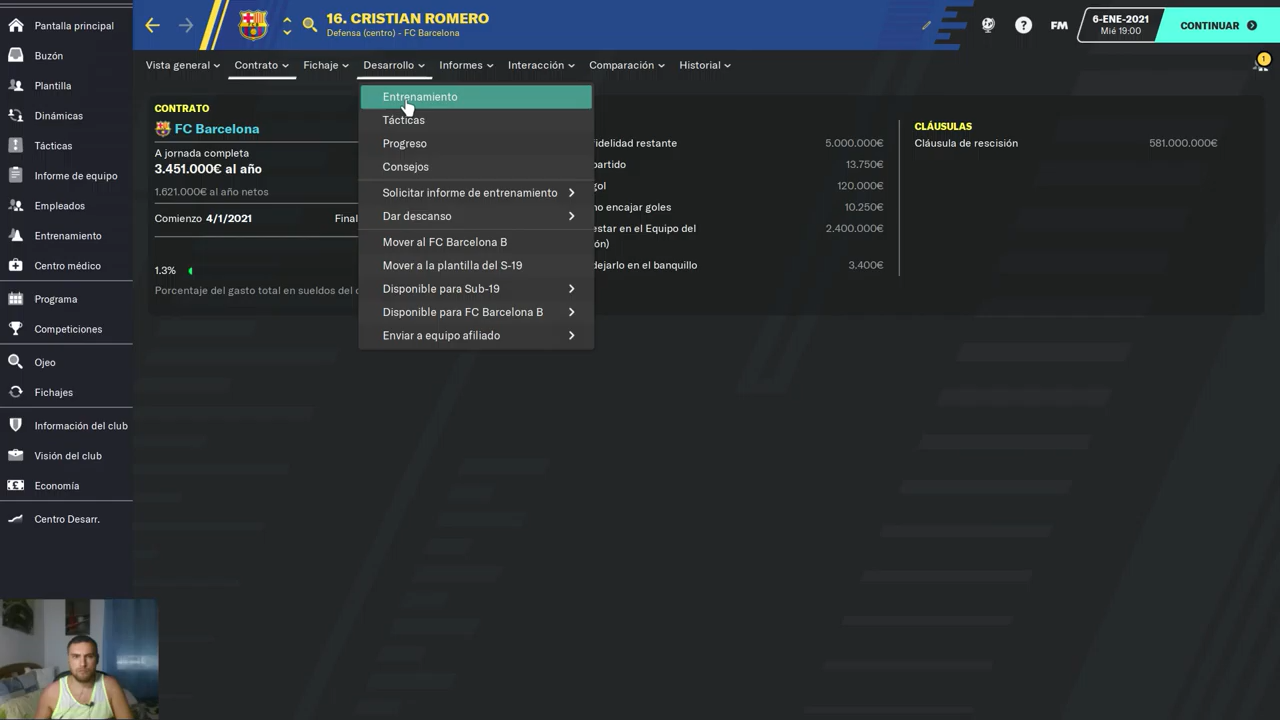 16. CRISTIAN ROMERO
Defensa (centro) - FC Barcelona
FM
6-ENE-2021
Mié 19:00
CONTINUAR
Pantalla principal
Buzón
Plantilla
Dinámicas
Tácticas
Informe de equipo
Empleados
Entrenamiento
Centro médico
Programa
Competiciones
Ojeo
Fichajes
Información del club
Visión del club
Economía
Centro Desarr.
Vista general
Contrato
Fichaje
Desarrollo
Informes
Interacción
Comparación
Historial
1
CONTRATO
FC Barcelona
A jornada completa
3.451.000€ al año
1.621.000€ al año netos
Comienzo 4/1/2021
Final
1.3%
Porcentaje del gasto total en sueldos del c
Entrenamiento
Tácticas
Progreso
Consejos
Solicitar informe de entrenamiento
Dar descanso
Mover al FC Barcelona B
Mover a la plantilla del S-19
Disponible para Sub-19
Disponible para FC Barcelona B
Enviar a equipo afiliado
fidelidad restante 5.000.000€
partido 13.750€
gol 120.000€
no encajar goles 10.250€
estar en el Equipo del 2.400.000€
ón)
dejarlo en el banquillo 3.400€
CLÁUSULAS
Cláusula de rescisión 581.000.000€